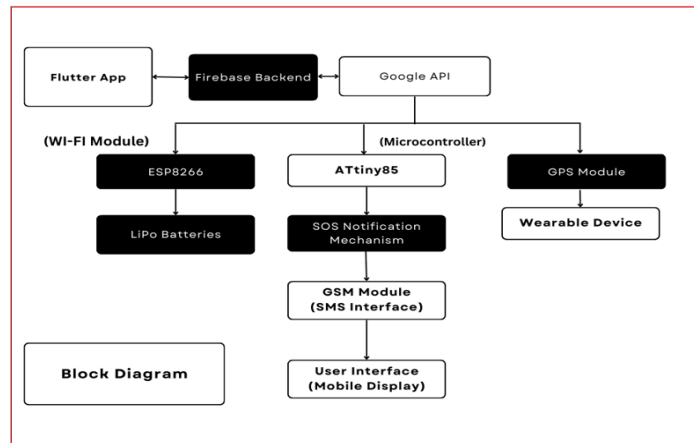 Flutter App
Firebase Backend
Google API
(WI-FI Module)
(Microcontroller)
ESP8266
ATtiny85
GPS Module
LiPo Batteries
SOS Notification
Mechanism
Wearable Device
GSM Module
(SMS Interface)
Block Diagram
User Interface
(Mobile Display)